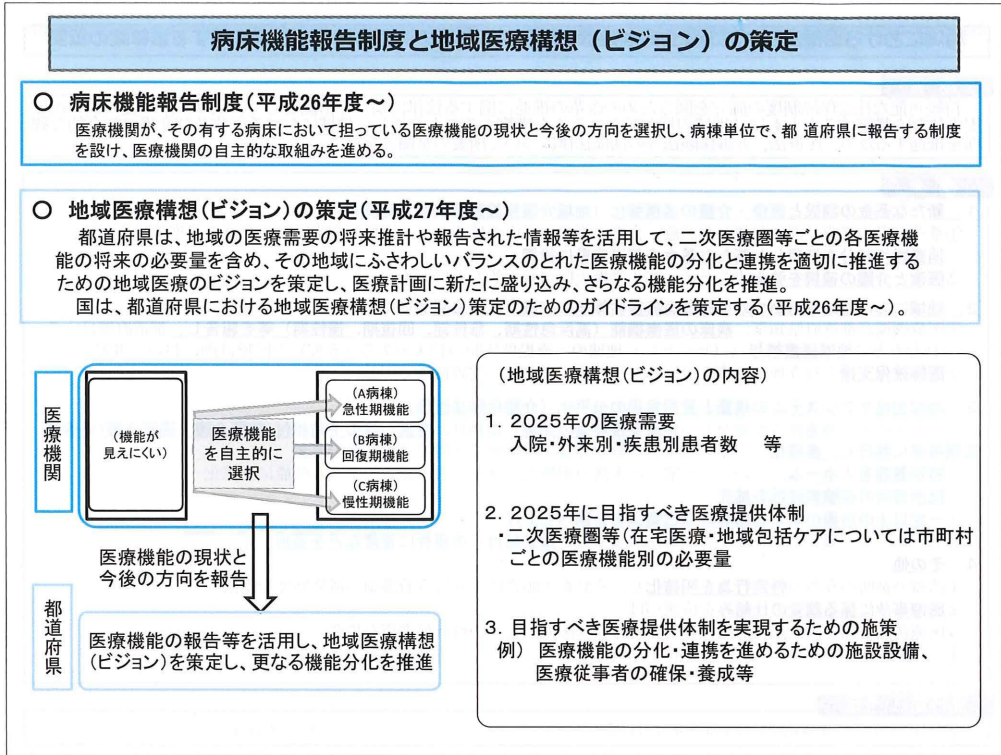 病床機能報告制度と地域医療構想（ビジョン）の策定
○ 病床機能報告制度（平成26年度～）
医療機関が、その有する病床において担っている医療機能の現状と今後の方向を選択し、病棟単位で、都 道府県に報告する制度
を設け、医療機関の自主的な取組みを進める。
○ 地域医療構想（ビジョン）の策定（平成27年度～）
都道府県は、地域の医療需要の将来推計や報告された情報等を活用して、二次医療圏等ごとの各医療機
能の将来の必要量を含め、その地域にふさわしいバランスのとれた医療機能の分化と連携を適切に推進する
ための地域医療のビジョンを策定し、医療計画に新たに盛り込み、さらなる機能分化を推進。
国は、都道府県における地域医療構想（ビジョン）策定のためのガイドラインを策定する（平成26年度～）。
医療機関
（機能が
見えにくい）
医療機能
を自主的に
選択
（A病棟）
急性期機能
（B病棟）
回復期機能
（C病棟）
慢性期機能
医療機能の現状と
今後の方向を報告
都道府県
医療機能の報告等を活用し、地域医療構想
（ビジョン）を策定し、更なる機能分化を推進
（地域医療構想（ビジョン）の内容）
1. 2025年の医療需要
入院・外来別・疾患別患者数　等
2. 2025年に目指すべき医療提供体制
・二次医療圏等（在宅医療・地域包括ケアについては市町村
ごとの医療機能別の必要量
3. 目指すべき医療提供体制を実現するための施策
例）　医療機能の分化・連携を進めるための施設設備、
医療従事者の確保・養成等